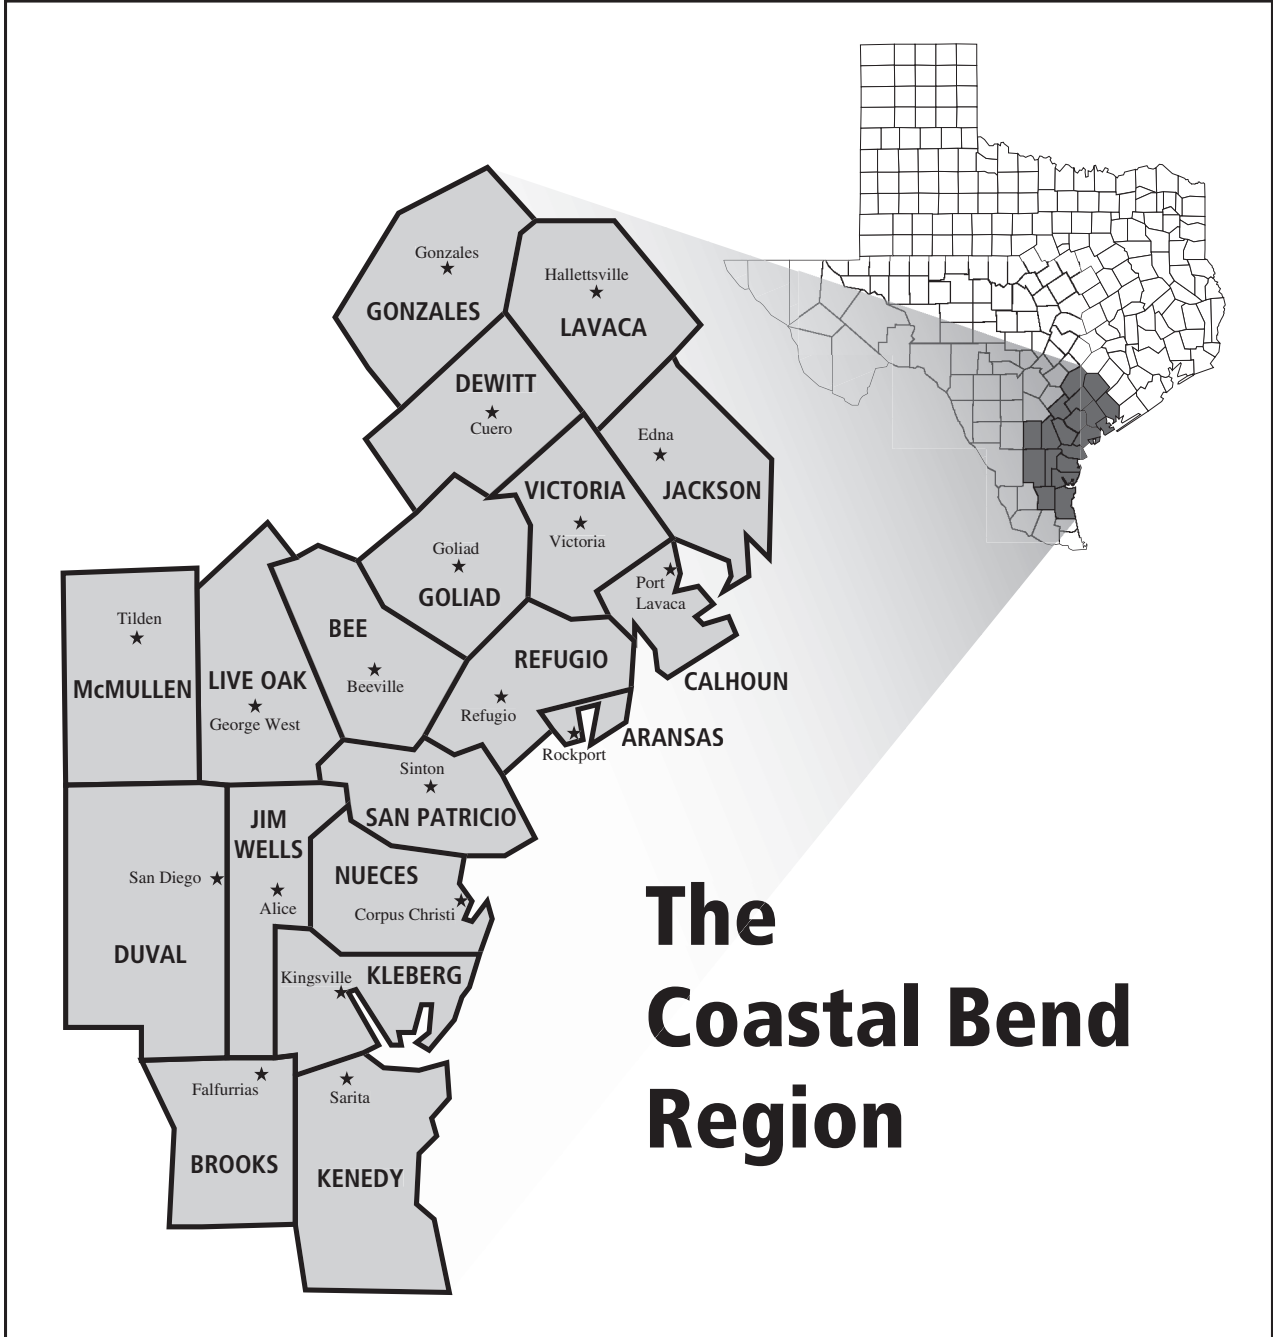 Gonzales
GONZALES
Hallettsville
LAVACA
DEWITT
Cuero
Edna
JACKSON
VICTORIA
Victoria
Goliad
GOLIAD
Port
Lavaca
CALHOUN
Tilden
McMULLEN
LIVE OAK
George West
BEE
Beeville
REFUGIO
Refugio
ARANSAS
Rockport
Sinton
SAN PATRICIO
JIM
WELLS
Alice
San Diego
DUVAL
NUECES
Corpus Christi
Kingsville
KLEBERG
Falfurrias
BROOKS
Sarita
KENEDY
The
Coastal Bend
Region